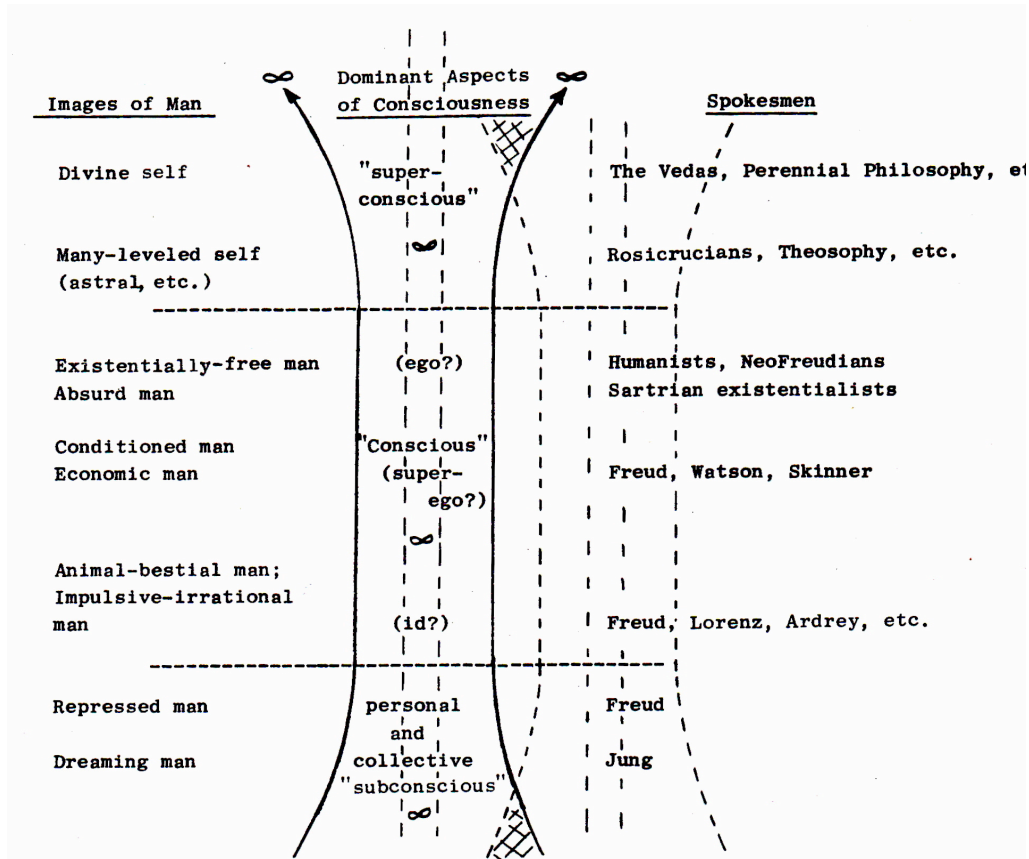 Dominant Aspects
Images of Man of Consciousness Spokesmen
Divine self "super- The Vedas, Perennial Philosophy, et
conscious"
Many-leveled self Rosicrucians, Theosophy, etc.
(astral, etc.)
Existentially-free man (ego?) Humanists, NeoFreudians
Absurd man Sartrian existentialists
Conditioned man "Conscious"
Economic man (super- Freud, Watson, Skinner
ego?)
Animal-bestial man;
Impulsive-irrational
man (id?) Freud, Lorenz, Ardrey, etc.
Repressed man personal Freud
and
Dreaming man collective Jung
"subconscious"